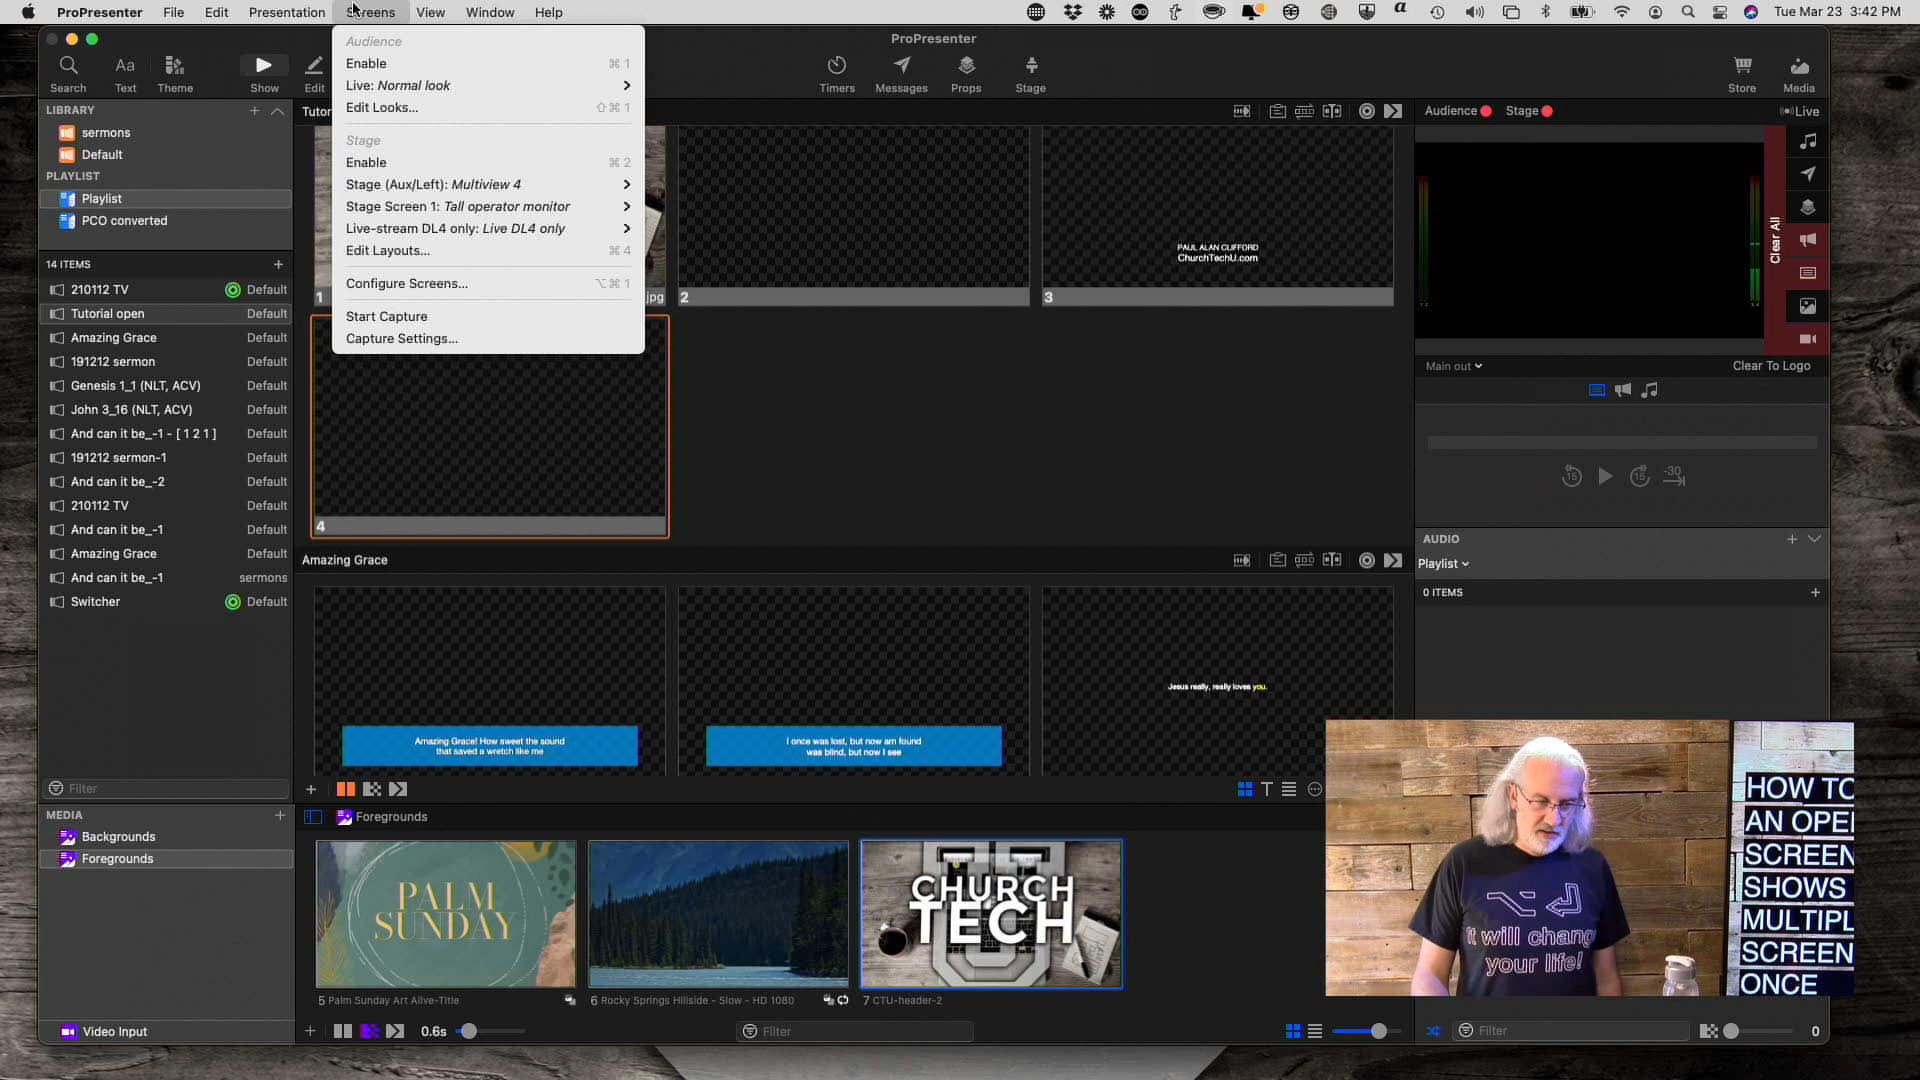 ProPresenter File Edit Presentation Screens View Window Help
Tue Mar 23 3:42 PM
ProPresenter
Search Text Theme Show Edit
Timers Messages Props Stage
Store Media
Audience
Enable ⌘ 1
Live: Normal look
Edit Looks... ⇧⌘ 1
Stage
Enable ⌘ 2
Stage (Aux/Left): Multiview 4
Stage Screen 1: Tall operator monitor
Live-stream DL4 only: Live DL4 only
Edit Layouts... ⌘ 4
Configure Screens... ⌥⌘ 1
Start Capture
Capture Settings...
LIBRARY
sermons
Default
PLAYLIST
Playlist
PCO converted
14 ITEMS
210112 TV Default
Tutorial open Default
Amazing Grace Default
191212 sermon Default
Genesis 1_1 (NLT, ACV) Default
John 3_16 (NLT, ACV) Default
And can it be_-1 - [ 1 2 1 ] Default
191212 sermon-1 Default
And can it be_-2 Default
210112 TV Default
And can it be_-1 Default
Amazing Grace Default
And can it be_-1 sermons
Switcher Default
Filter
MEDIA
Backgrounds
Foregrounds
Video Input
Tutor
1 jpg
2
PAUL ALAN CLIFFORD
ChurchTechU.com
3
4
Amazing Grace
Amazing Grace! How sweet the sound
that saved a wretch like me
I once was lost, but now am found
was blind, but now I see
Jesus really, really loves you.
Foregrounds
PALM
SUNDAY
CHURCH
TECH
5 Palm Sunday Art Alive-Title
6 Rocky Springs Hillside - Slow - HD 1080
7 CTU-header-2
0.6s
Filter
Audience Stage Live
Clear All
Main out Clear To Logo
15 15 -30
AUDIO
Playlist
0 ITEMS
It will change
your life!
HOW TO
AN OPE
SCREEN
SHOWS
MULTIPL
SCREEN
ONCE
Filter
0